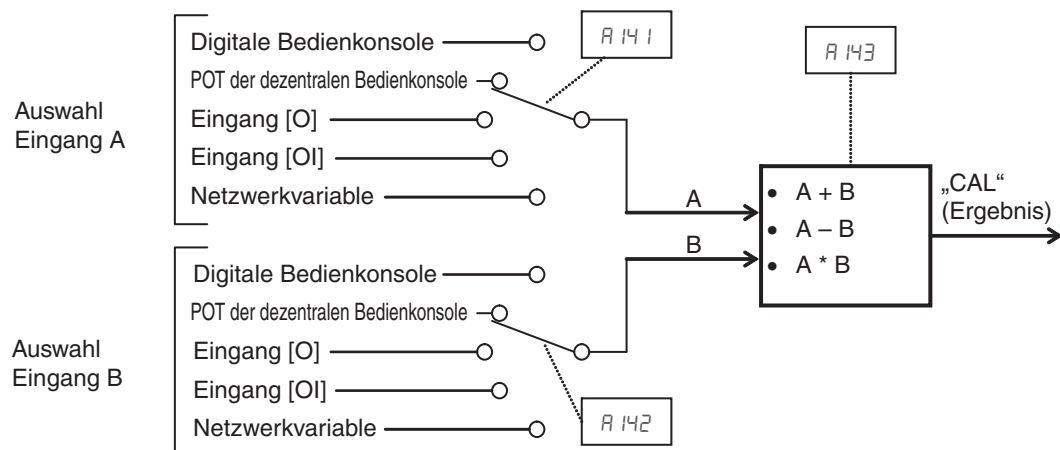 Auswahl
Eingang A
Digitale Bedienkonsole
POT der dezentralen Bedienkonsole
Eingang [O]
Eingang [OI]
Netzwerkvariable
A141
A143
A
B
• A + B
• A – B
• A * B
„CAL“
(Ergebnis)
Auswahl
Eingang B
Digitale Bedienkonsole
POT der dezentralen Bedienkonsole
Eingang [O]
Eingang [OI]
Netzwerkvariable
A142